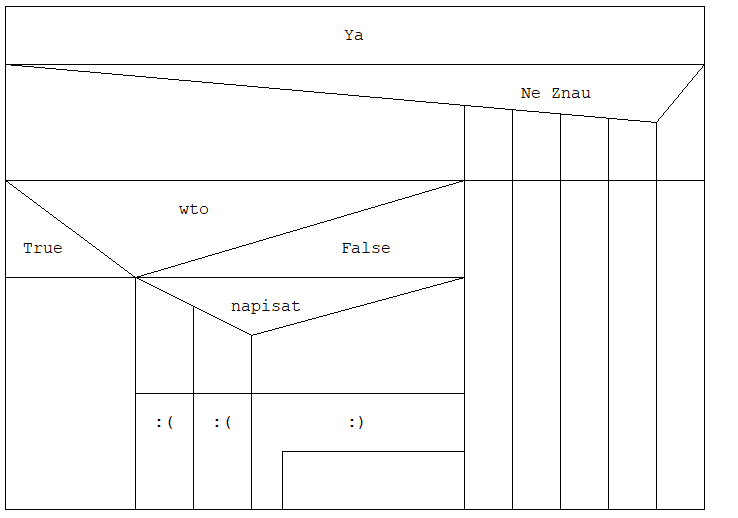 Ya
Ne Znau
wto
True
False
napisat
:( :( :)